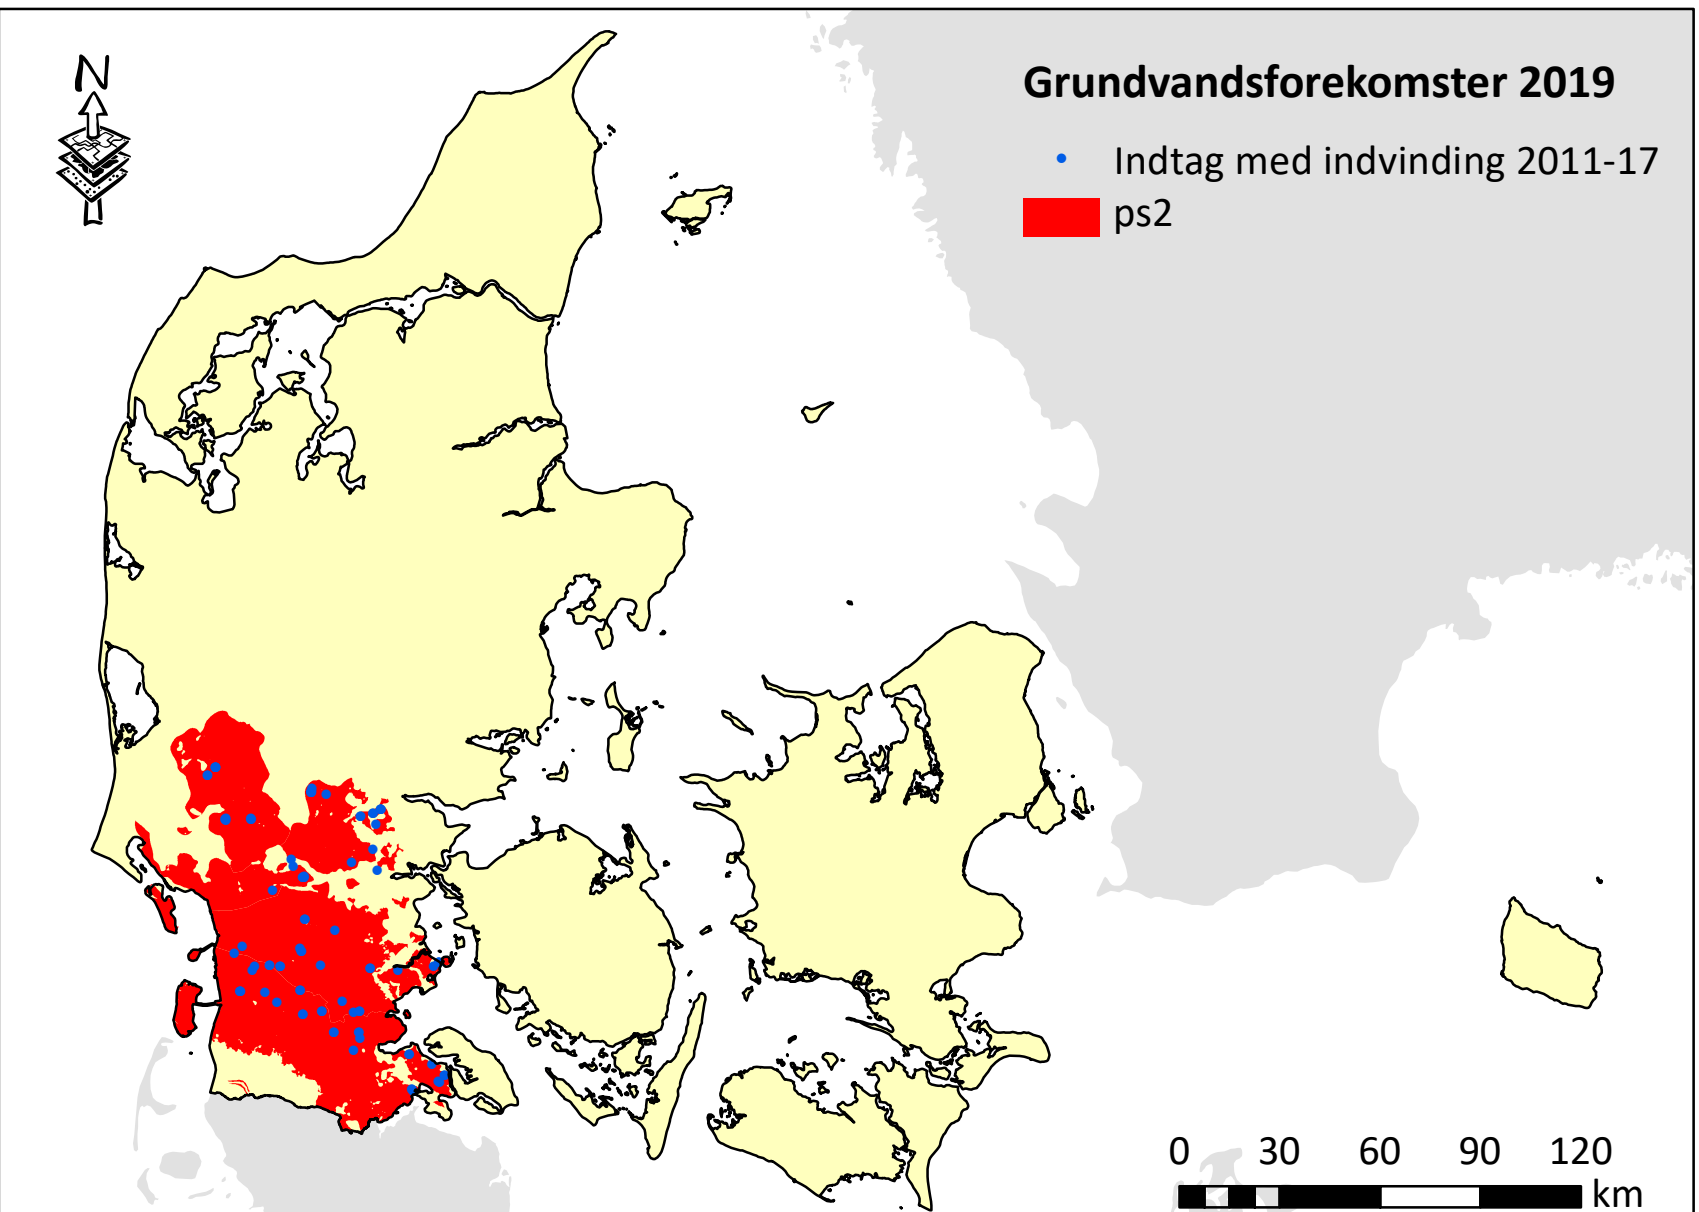 N
Grundvandsforekomster 2019
Indtag med indvinding 2011-17
ps2
0 30 60 90 120
km